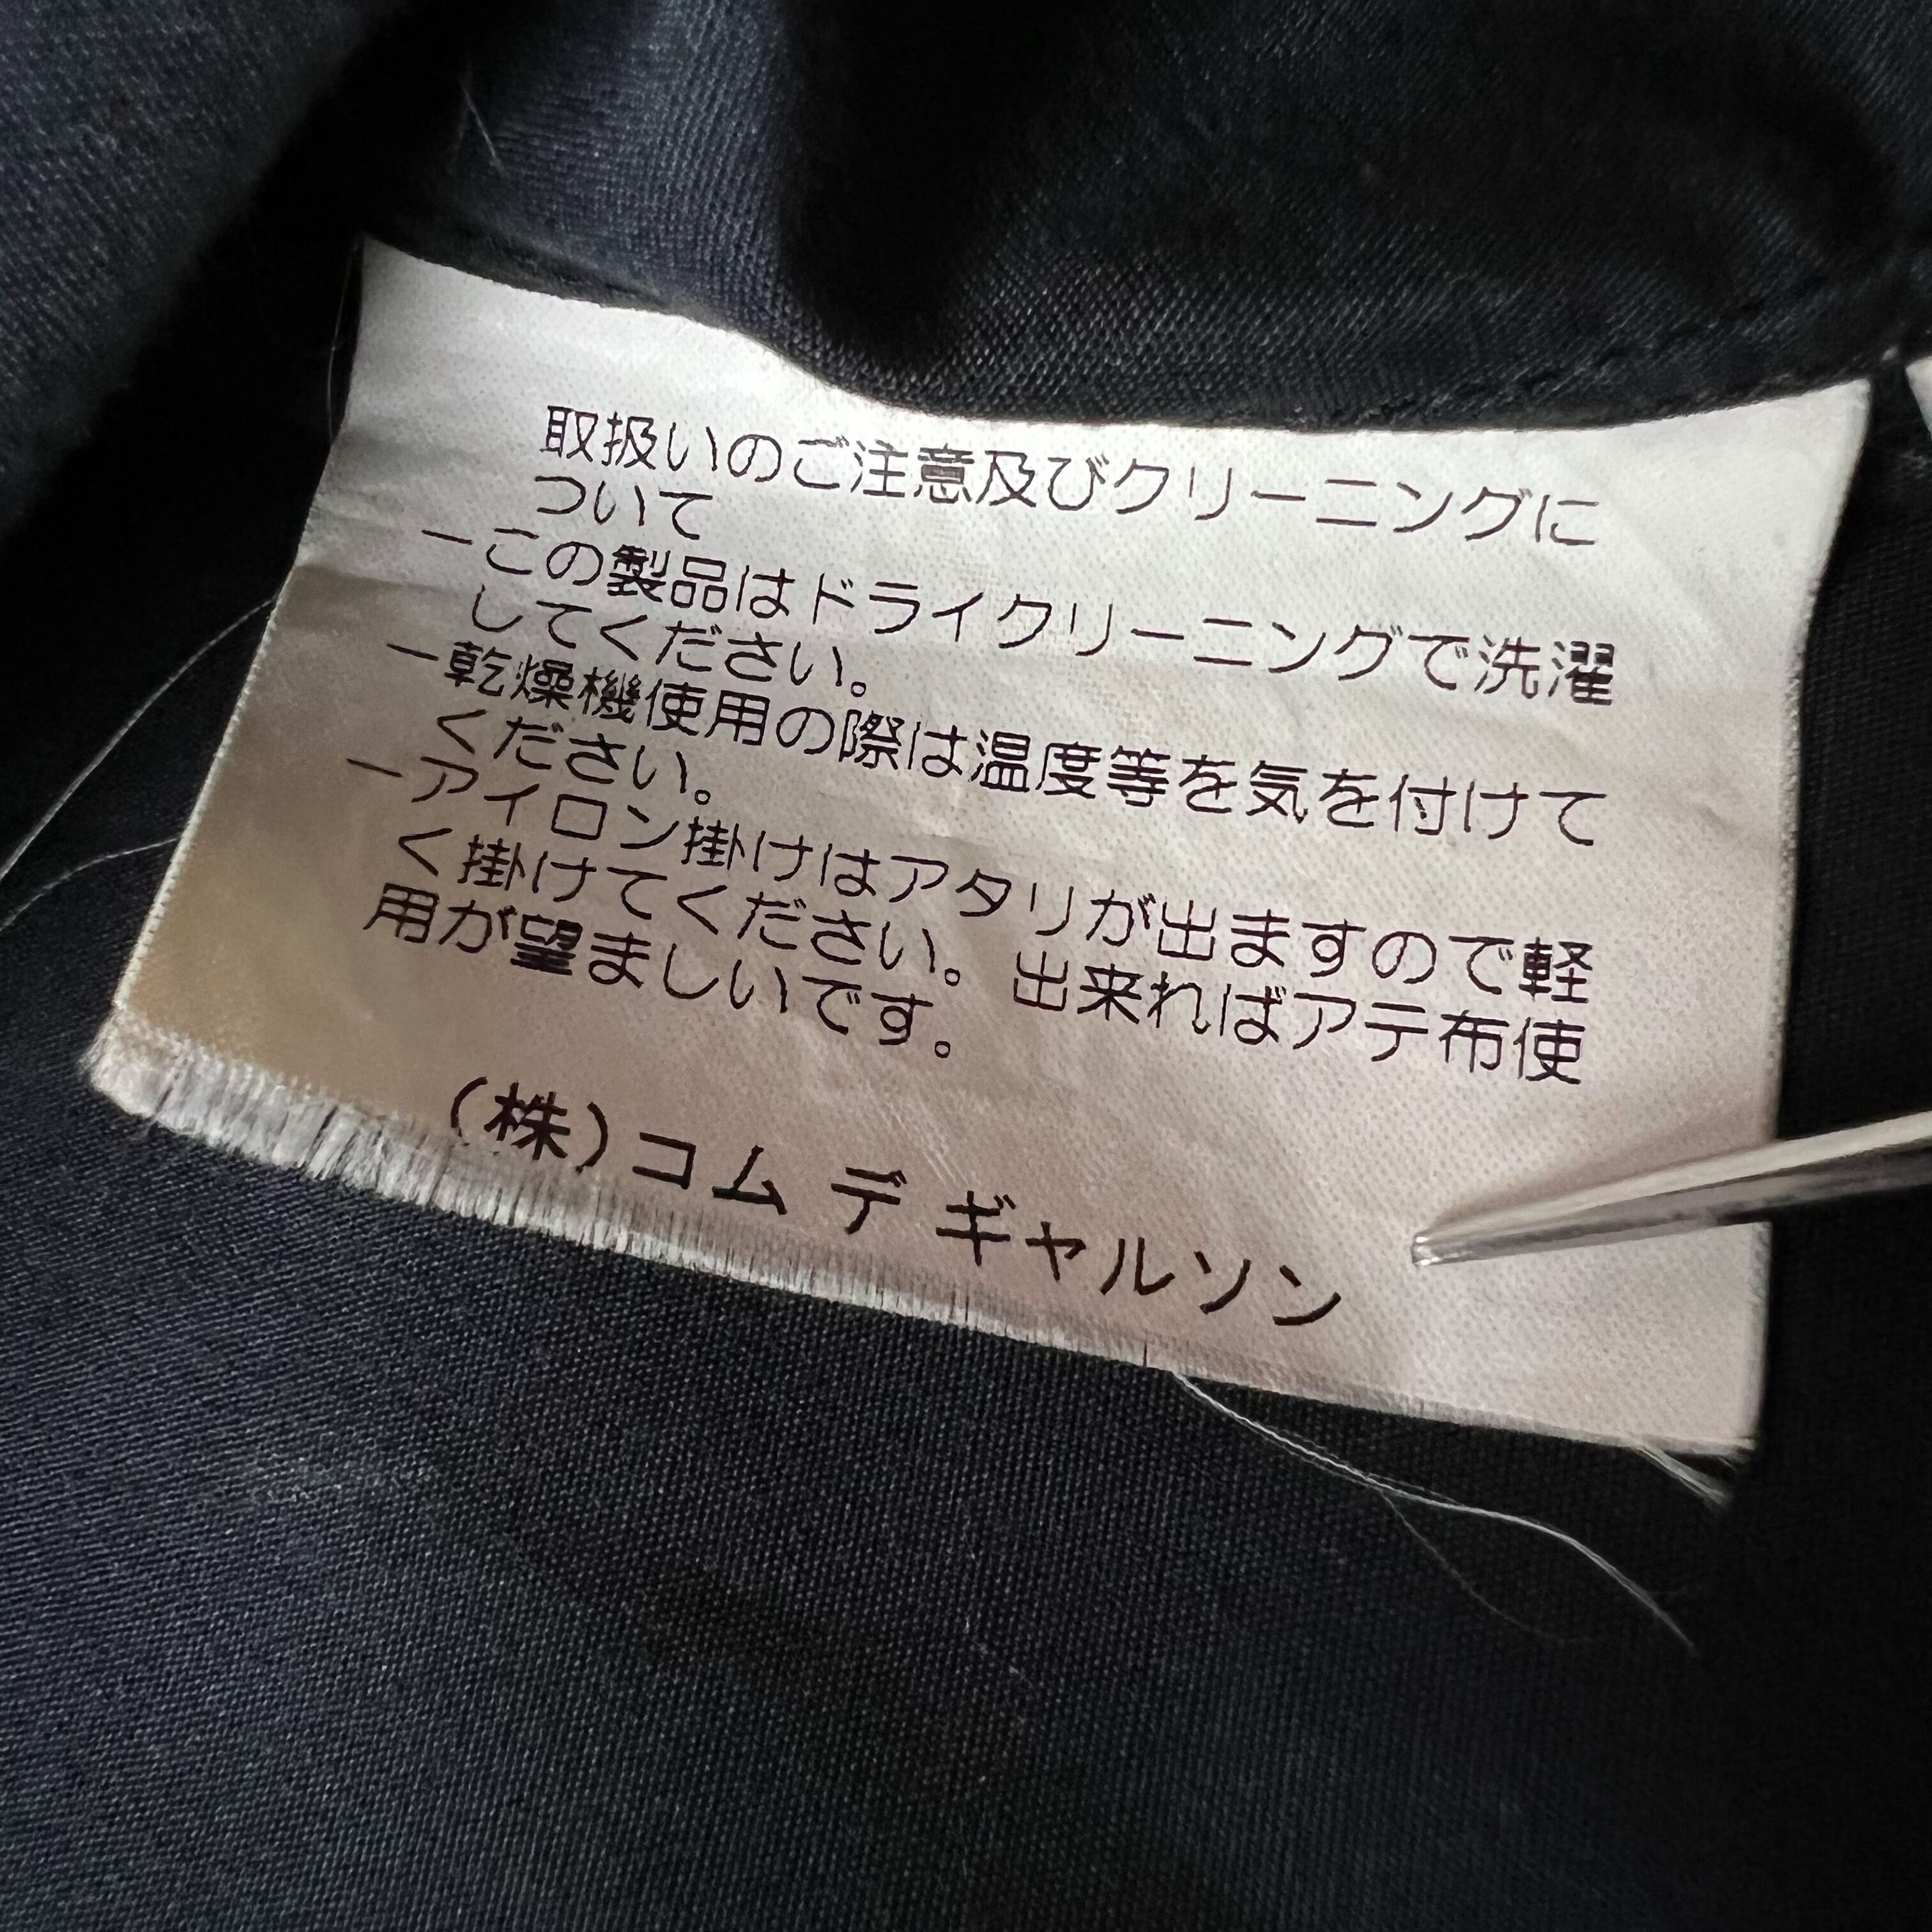 取扱いのご注意及びクリーニングに
ついて
ーこの製品はドライクリーニングで洗濯
してください。
ー乾燥機使用の際は温度等を気を付けて
ください。
ーアイロン掛けはアタリが出ますので軽
く掛けてください。出来ればアテ布使
用が望ましいです。
(株)コム デ ギャルソン